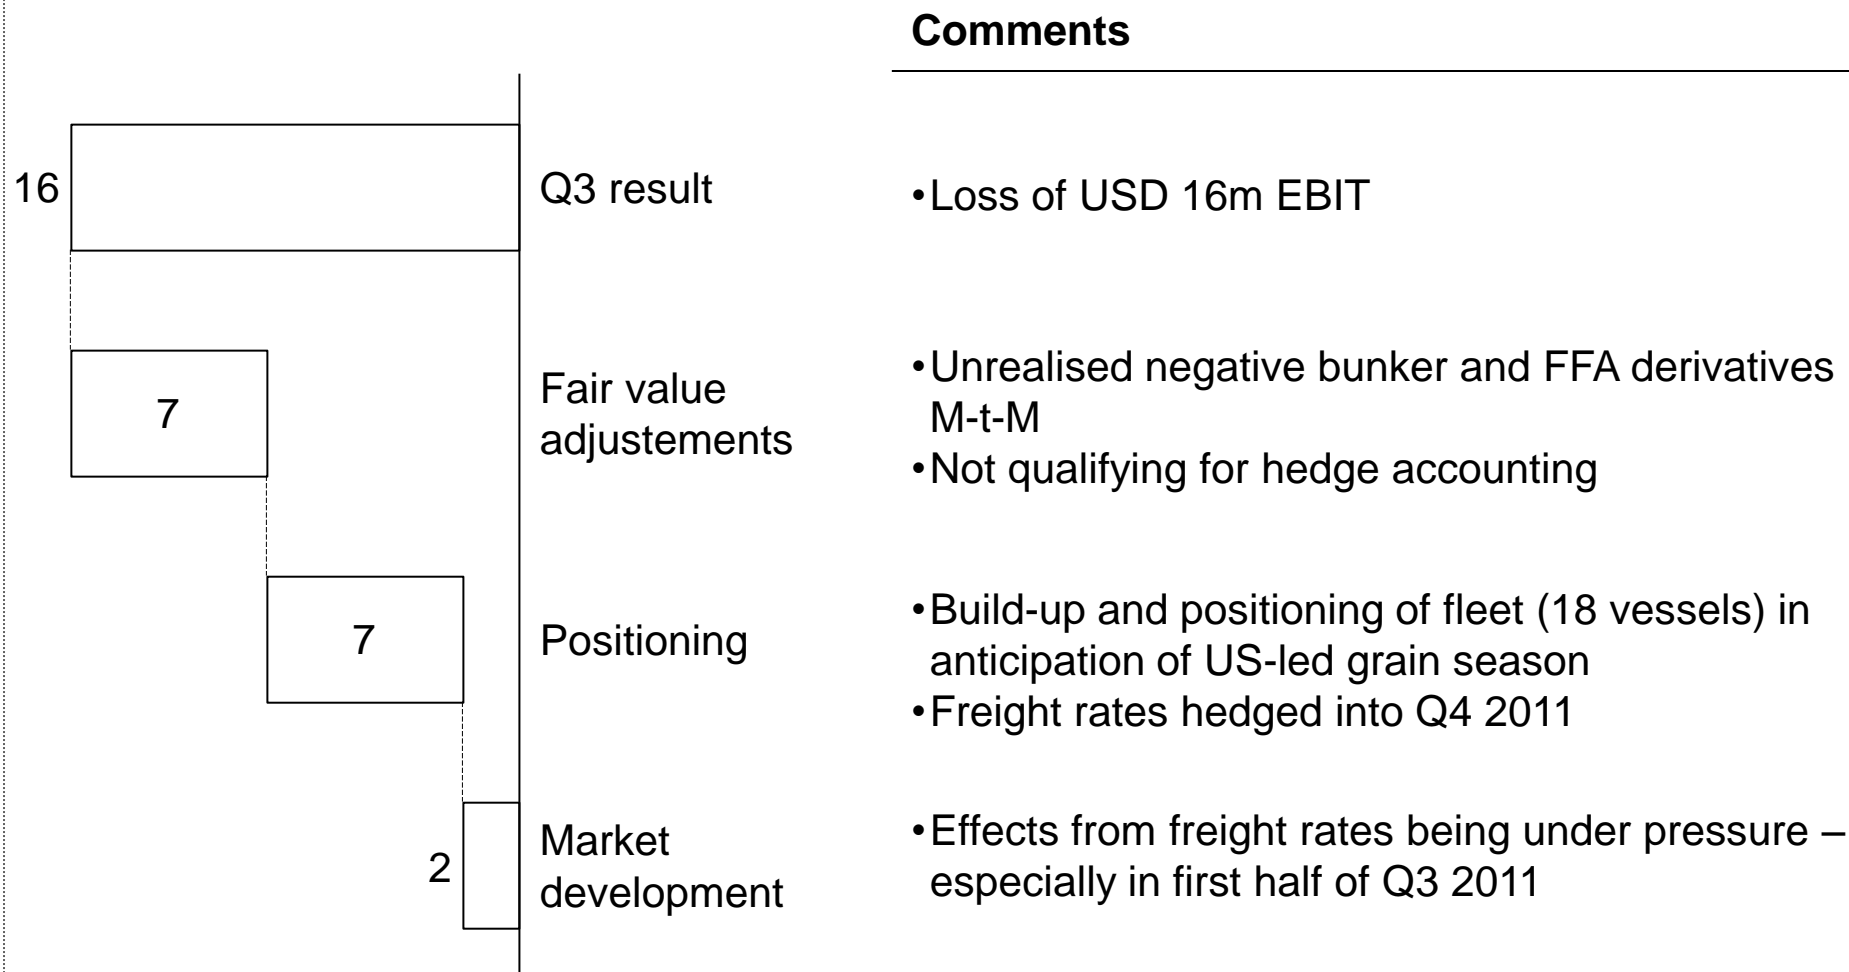 Comments
16
Q3 result
•Loss of USD 16m EBIT
7
Fair value
adjustements
•Unrealised negative bunker and FFA derivatives
M-t-M
•Not qualifying for hedge accounting
7
Positioning
•Build-up and positioning of fleet (18 vessels) in
anticipation of US-led grain season
•Freight rates hedged into Q4 2011
2
Market
development
•Effects from freight rates being under pressure –
especially in first half of Q3 2011